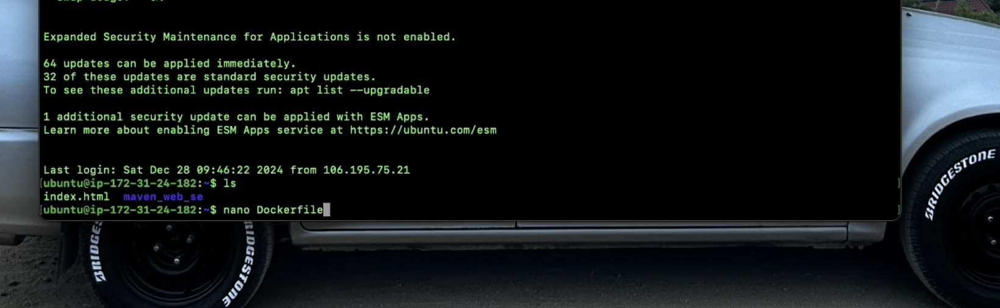 Expanded Security Maintenance for Applications is not enabled.
64 updates can be applied immediately.
32 of these updates are standard security updates.
To see these additional updates run: apt list --upgradable
1 additional security update can be applied with ESM Apps.
Learn more about enabling ESM Apps service at https://ubuntu.com/esm
Last login: Sat Dec 28 09:46:22 2024 from 106.195.75.21
[ubuntu@ip-172-31-24-182:~$ ls ]
index.html maven_web_se
[ubuntu@ip-172-31-24-182:~$ nano Dockerfile ]
BRIDGESTONE
BRIDGESTONE